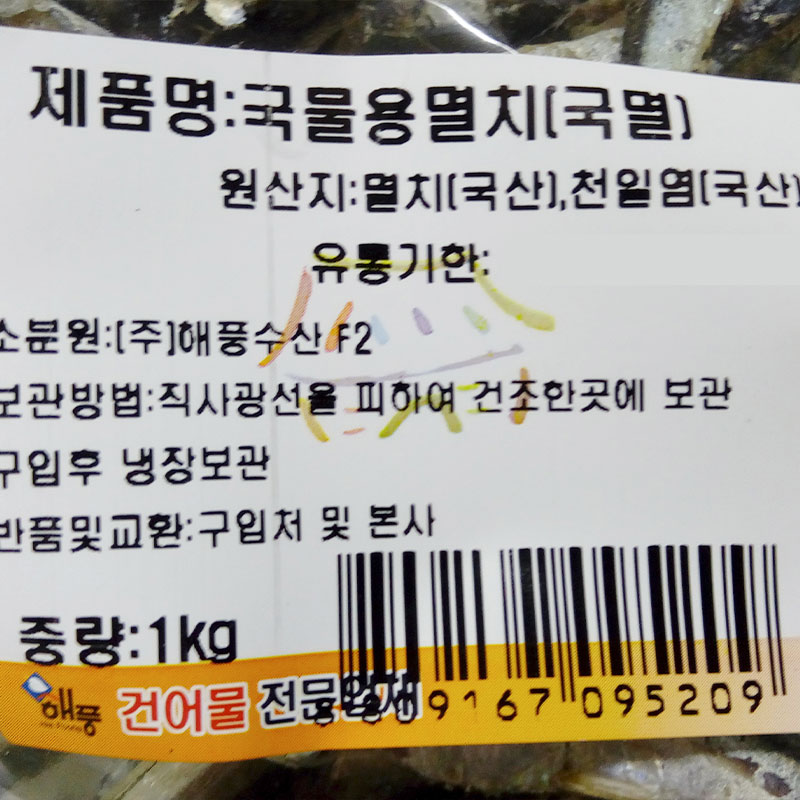 제품명:국물용멸치(국멸)
원산지:멸치(국산),천일염(국산)
유통기한:
소분원:(주)해풍수산 F2
보관방법:직사광선을 피하여 건조한곳에 보관
구입후 냉장보관
반품및교환:구입처 및 본사
중량:1kg
해풍 건어물 전문업체
9167 095209